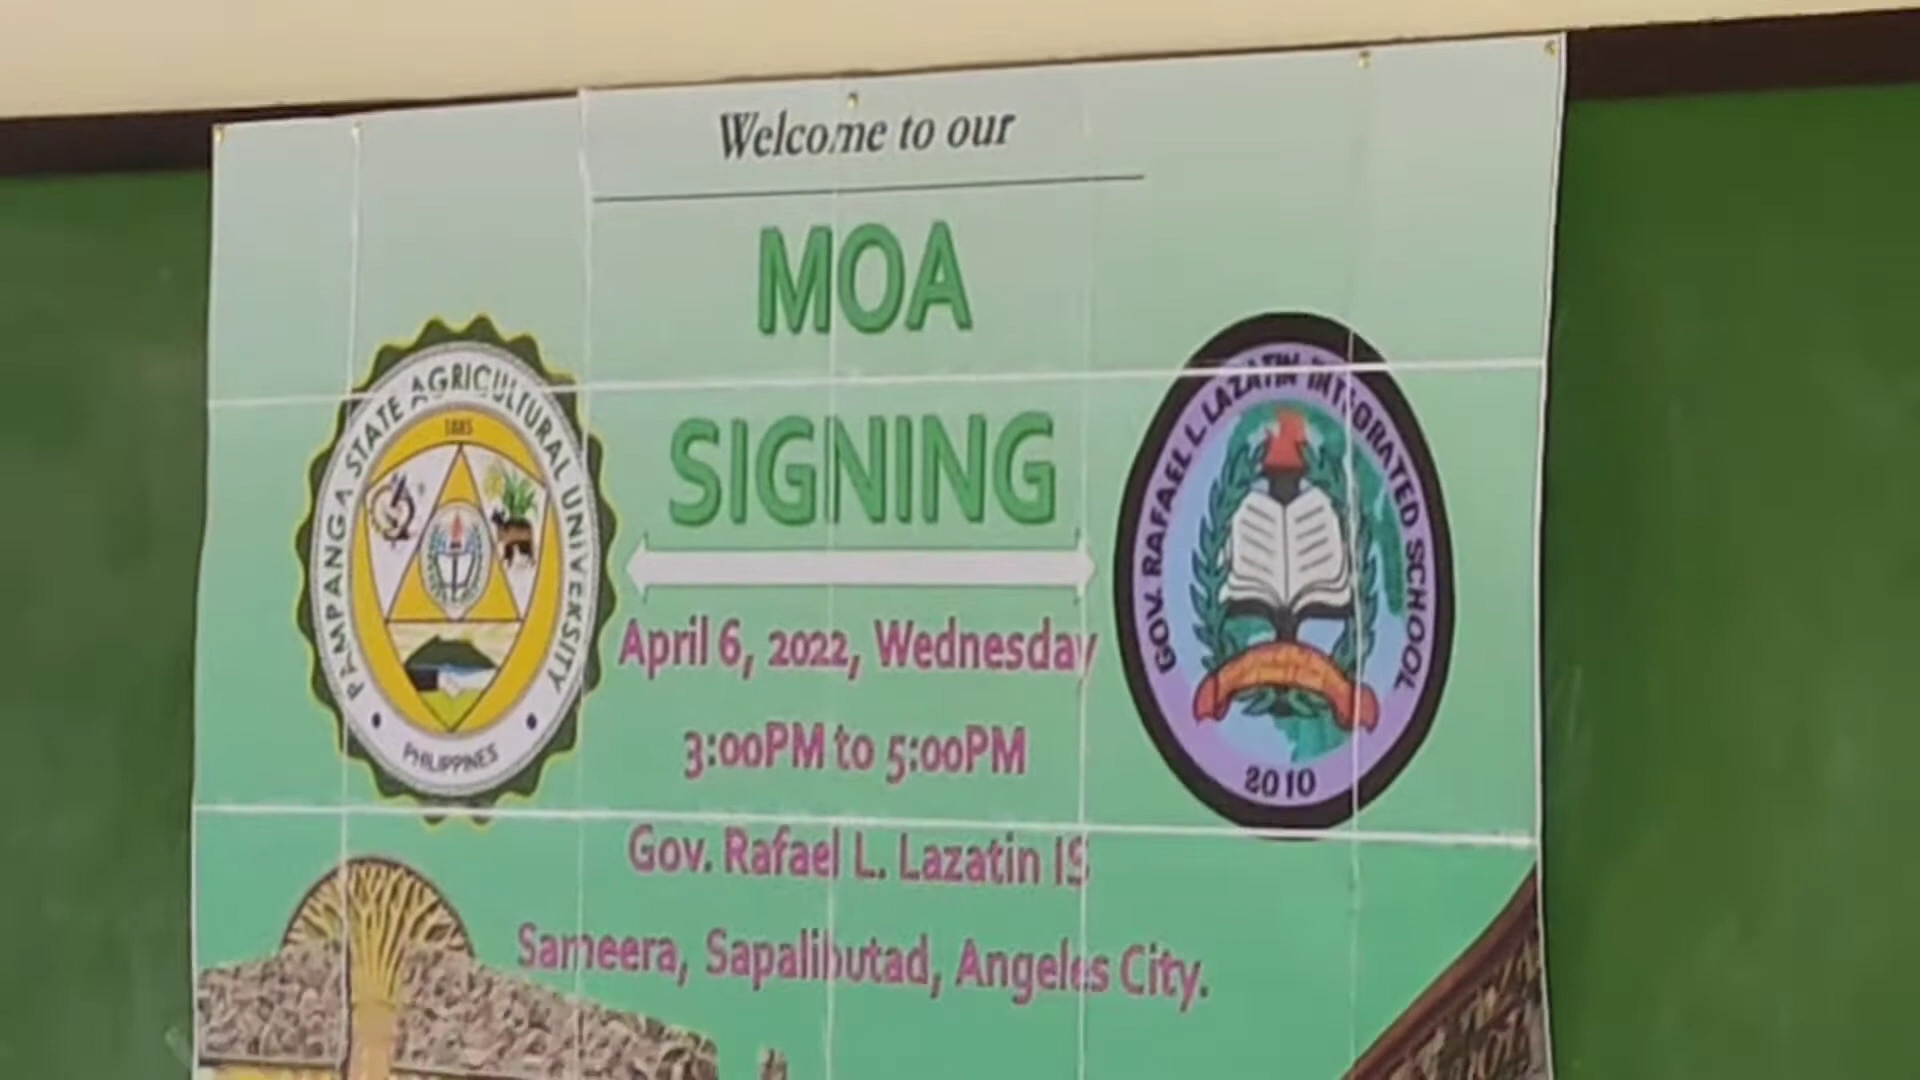 Welcome to our
MOA
SIGNING
April 6, 2022, Wednesday
3:00PM to 5:00PM
Gov. Rafael L. Lazatin IS
Sameera, Sapalibutad, Angeles City.
PAMPANGA STATE AGRICULTURAL UNIVERSITY
1885
PHILIPPINES
GOV. RAFAEL L. LAZATIN INTEGRATED SCHOOL
2010